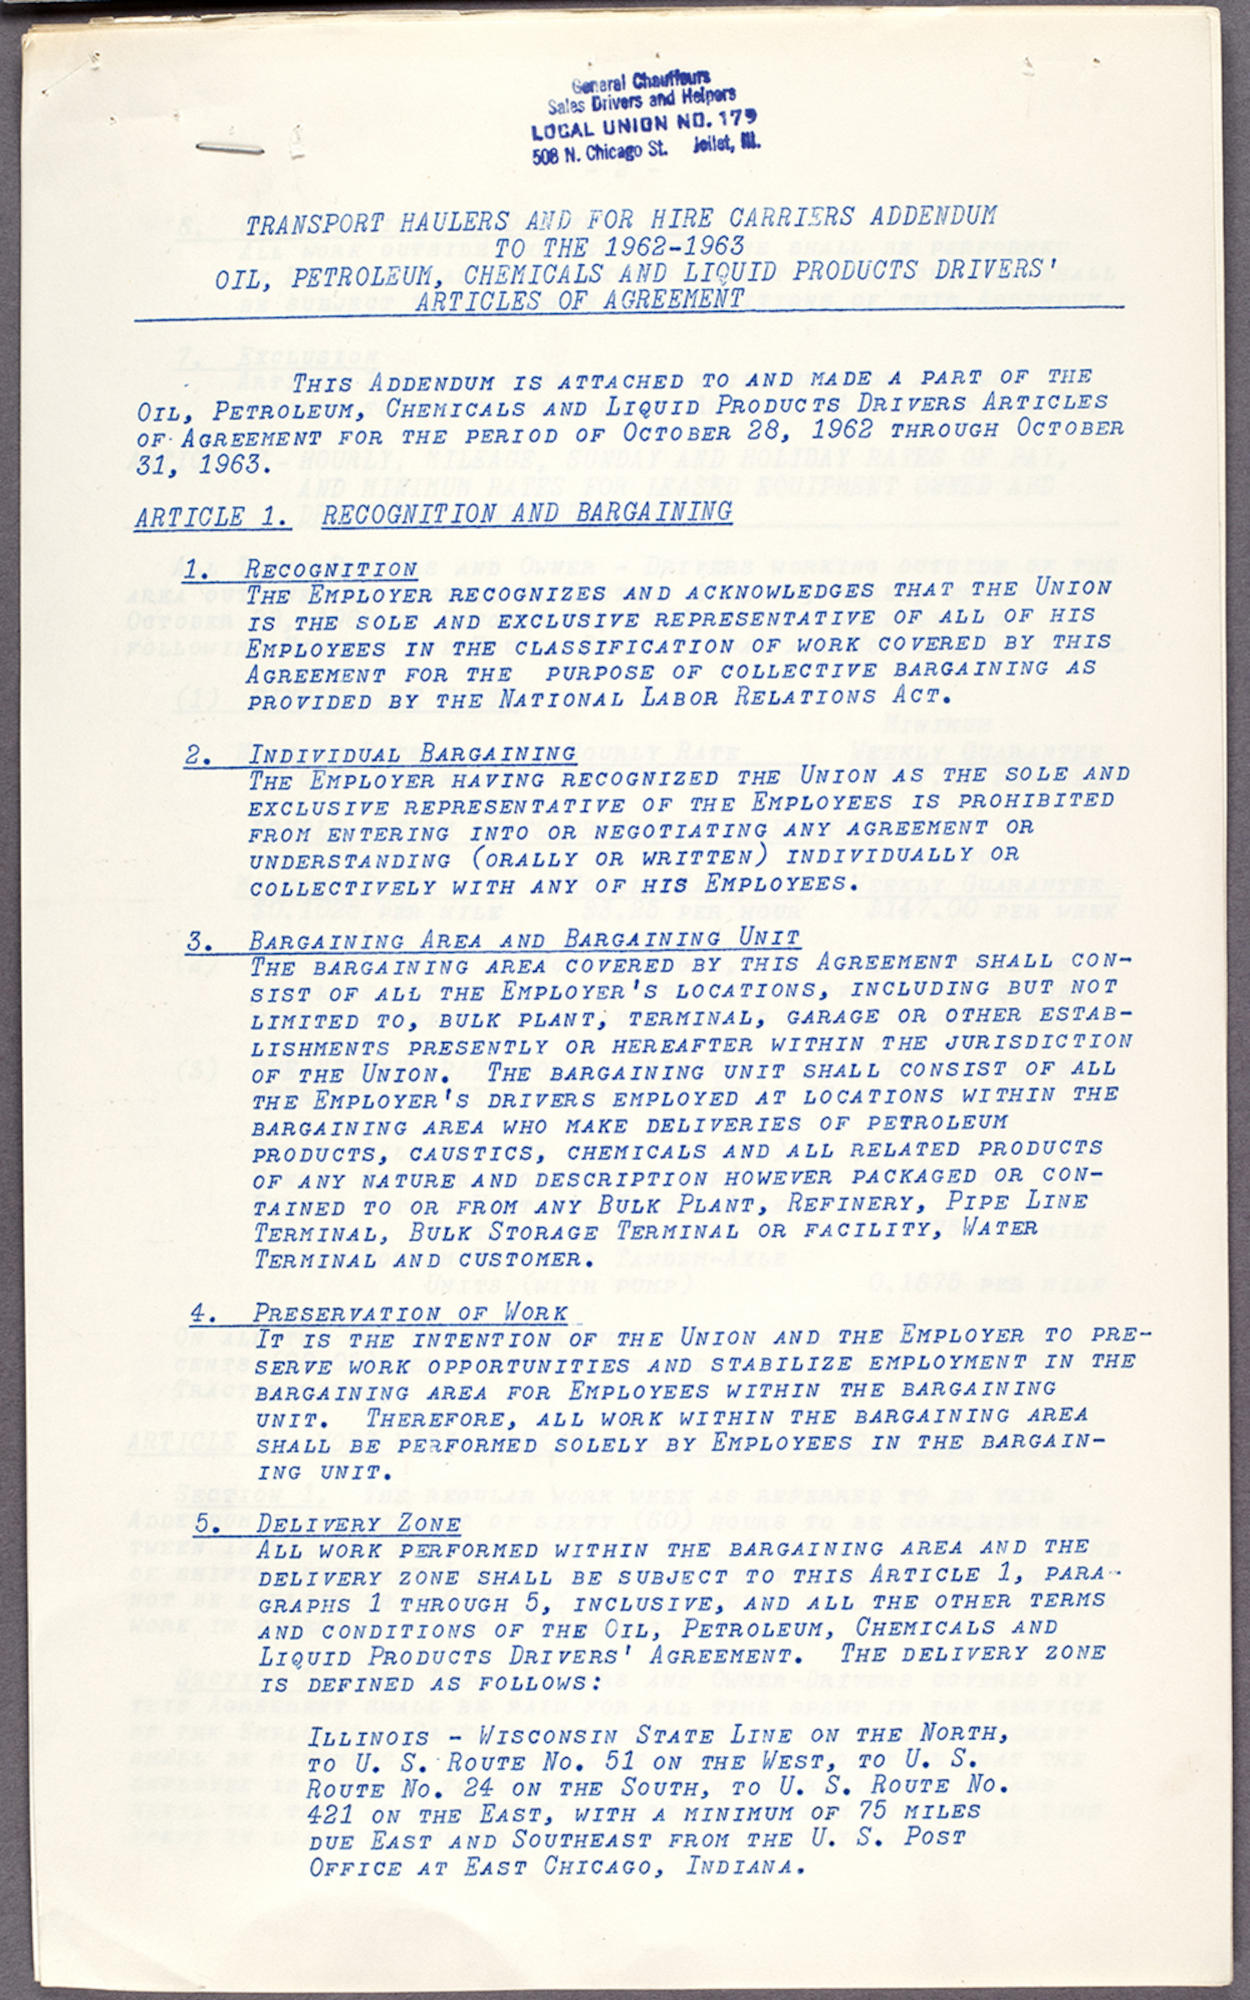 General Chauffeurs
Sales Drivers and Helpers
LOCAL UNION NO. 179
508 N. Chicago St. Joliet, Ill.
TRANSPORT HAULERS AND FOR HIRE CARRIERS ADDENDUM
TO THE 1962-1963
OIL, PETROLEUM, CHEMICALS AND LIQUID PRODUCTS DRIVERS'
ARTICLES OF AGREEMENT
THIS ADDENDUM IS ATTACHED TO AND MADE A PART OF THE
OIL, PETROLEUM, CHEMICALS AND LIQUID PRODUCTS DRIVERS ARTICLES
OF AGREEMENT FOR THE PERIOD OF OCTOBER 28, 1962 THROUGH OCTOBER
31, 1963.
ARTICLE 1. RECOGNITION AND BARGAINING
1. RECOGNITION
THE EMPLOYER RECOGNIZES AND ACKNOWLEDGES THAT THE UNION
IS THE SOLE AND EXCLUSIVE REPRESENTATIVE OF ALL OF HIS
EMPLOYEES IN THE CLASSIFICATION OF WORK COVERED BY THIS
AGREEMENT FOR THE PURPOSE OF COLLECTIVE BARGAINING AS
PROVIDED BY THE NATIONAL LABOR RELATIONS ACT.
2. INDIVIDUAL BARGAINING
THE EMPLOYER HAVING RECOGNIZED THE UNION AS THE SOLE AND
EXCLUSIVE REPRESENTATIVE OF THE EMPLOYEES IS PROHIBITED
FROM ENTERING INTO OR NEGOTIATING ANY AGREEMENT OR
UNDERSTANDING (ORALLY OR WRITTEN) INDIVIDUALLY OR
COLLECTIVELY WITH ANY OF HIS EMPLOYEES.
3. BARGAINING AREA AND BARGAINING UNIT
THE BARGAINING AREA COVERED BY THIS AGREEMENT SHALL CON-
SIST OF ALL THE EMPLOYER'S LOCATIONS, INCLUDING BUT NOT
LIMITED TO, BULK PLANT, TERMINAL, GARAGE OR OTHER ESTAB-
LISHMENTS PRESENTLY OR HEREAFTER WITHIN THE JURISDICTION
OF THE UNION. THE BARGAINING UNIT SHALL CONSIST OF ALL
THE EMPLOYER'S DRIVERS EMPLOYED AT LOCATIONS WITHIN THE
BARGAINING AREA WHO MAKE DELIVERIES OF PETROLEUM
PRODUCTS, CAUSTICS, CHEMICALS AND ALL RELATED PRODUCTS
OF ANY NATURE AND DESCRIPTION HOWEVER PACKAGED OR CON-
TAINED TO OR FROM ANY BULK PLANT, REFINERY, PIPE LINE
TERMINAL, BULK STORAGE TERMINAL OR FACILITY, WATER
TERMINAL AND CUSTOMER.
4. PRESERVATION OF WORK
IT IS THE INTENTION OF THE UNION AND THE EMPLOYER TO PRE-
SERVE WORK OPPORTUNITIES AND STABILIZE EMPLOYMENT IN THE
BARGAINING AREA FOR EMPLOYEES WITHIN THE BARGAINING
UNIT. THEREFORE, ALL WORK WITHIN THE BARGAINING AREA
SHALL BE PERFORMED SOLELY BY EMPLOYEES IN THE BARGAIN-
ING UNIT.
5. DELIVERY ZONE
ALL WORK PERFORMED WITHIN THE BARGAINING AREA AND THE
DELIVERY ZONE SHALL BE SUBJECT TO THIS ARTICLE 1, PARA-
GRAPHS 1 THROUGH 5, INCLUSIVE, AND ALL THE OTHER TERMS
AND CONDITIONS OF THE OIL, PETROLEUM, CHEMICALS AND
LIQUID PRODUCTS DRIVERS' AGREEMENT. THE DELIVERY ZONE
IS DEFINED AS FOLLOWS:
ILLINOIS - WISCONSIN STATE LINE ON THE NORTH,
TO U. S. ROUTE NO. 51 ON THE WEST, TO U. S.
ROUTE NO. 24 ON THE SOUTH, TO U. S. ROUTE NO.
421 ON THE EAST, WITH A MINIMUM OF 75 MILES
DUE EAST AND SOUTHEAST FROM THE U. S. POST
OFFICE AT EAST CHICAGO, INDIANA.